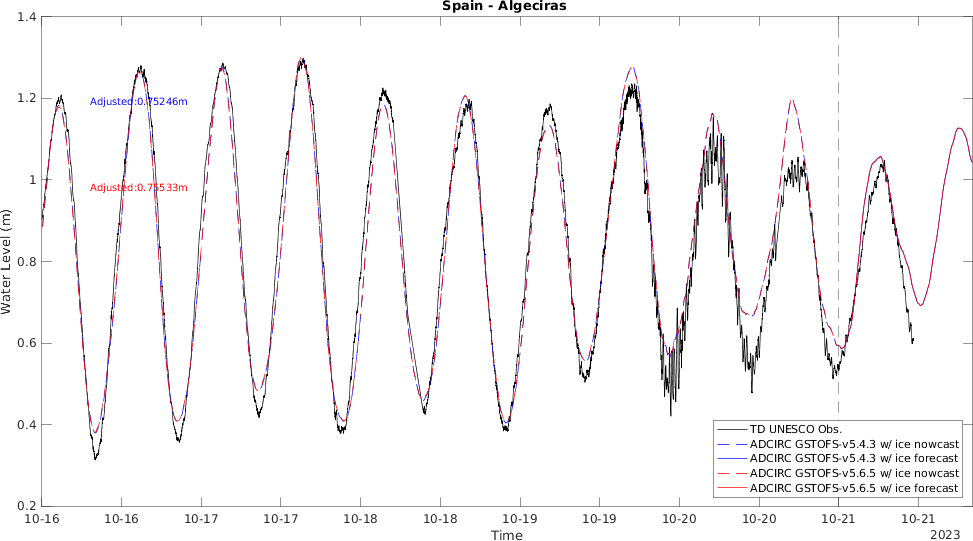 Spain - Algeciras
1.4
1.2
1
0.8
0.6
0.4
0.2
Water Level (m)
Adjusted:0.75246m
Adjusted:0.75533m
TD UNESCO Obs.
ADCIRC GSTOFS-v5.4.3 w/ ice nowcast
ADCIRC GSTOFS-v5.4.3 w/ ice forecast
ADCIRC GSTOFS-v5.6.5 w/ ice nowcast
ADCIRC GSTOFS-v5.6.5 w/ ice forecast
10-16 10-16 10-17 10-17 10-18 10-18 10-19 10-19 10-20 10-20 10-21 10-21
Time
2023